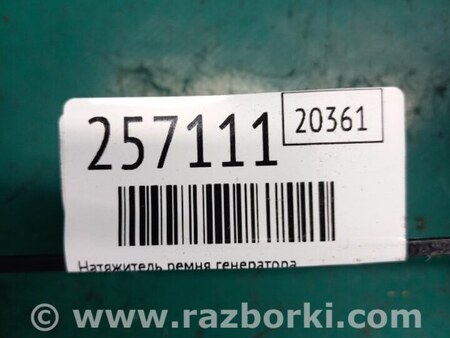 257111
20361
Натяжитель ремня генератора
© www.razborki.com